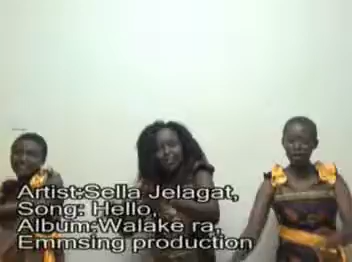 Artist:Sella Jelagat,
Song: Hello,
Album:Walake ra,
Emmsing production